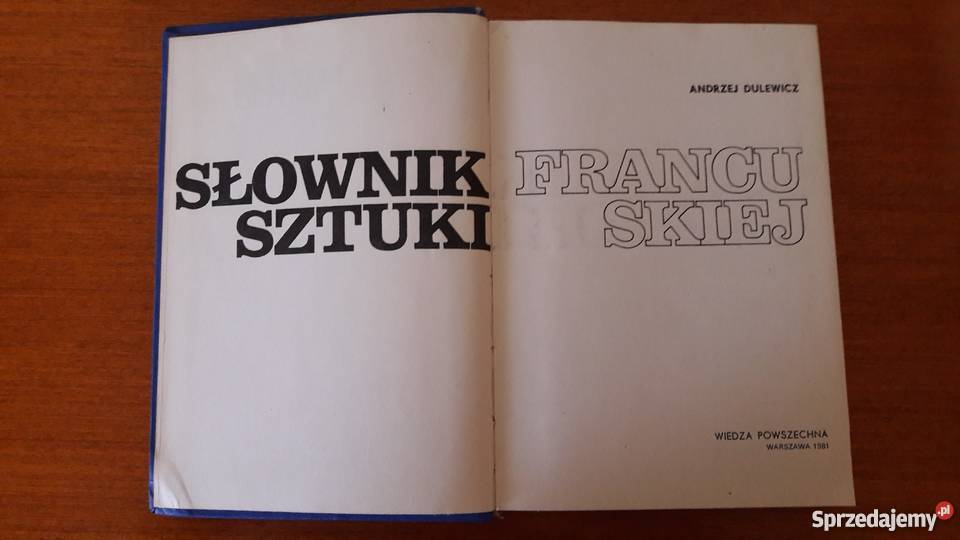 ANDRZEJ DULEWICZ
SŁOWNIK FRANCU
SZTUKI SKIEJ
WIEDZA POWSZECHNA
WARSZAWA 1981
Sprzedajemy.pl